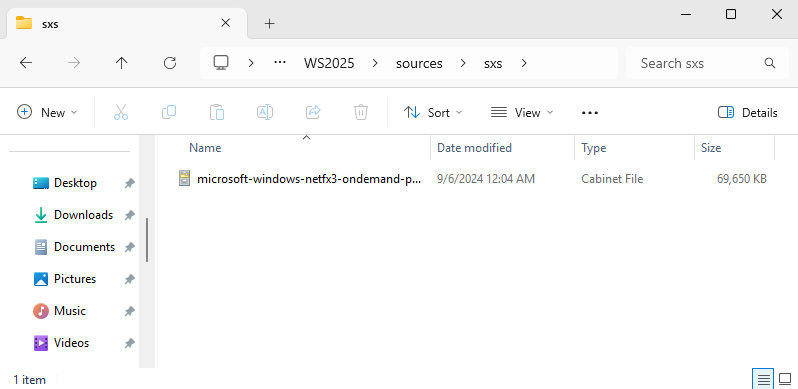 sxs
WS2025 sources sxs Search sxs
New Sort View Details
Name Date modified Type Size
Desktop
Downloads
Documents
Pictures
Music
Videos
microsoft-windows-netfx3-ondemand-p... 9/6/2024 12:04 AM Cabinet File 69,650 KB
1 item